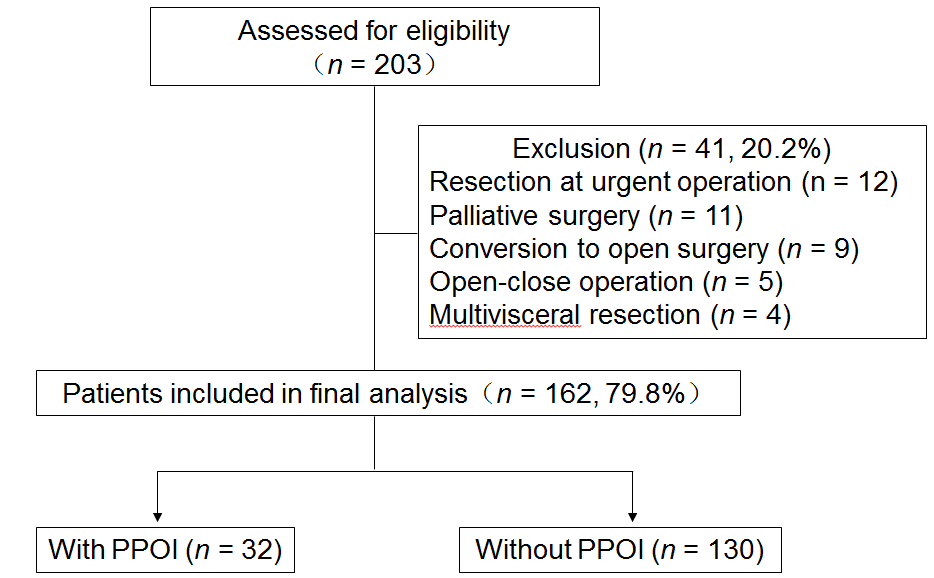 Assessed for eligibility
（n = 203）
Exclusion (n = 41, 20.2%)
Resection at urgent operation (n = 12)
Palliative surgery (n = 11)
Conversion to open surgery (n = 9)
Open-close operation (n = 5)
Multivisceral resection (n = 4)
Patients included in final analysis（n = 162, 79.8%）
With PPOI (n = 32)
Without PPOI (n = 130)